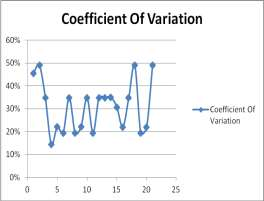 Coefficient Of Variation
60%
50%
40%
30%
20%
10%
0%
0 5 10 15 20 25
Coefficient Of
Variation